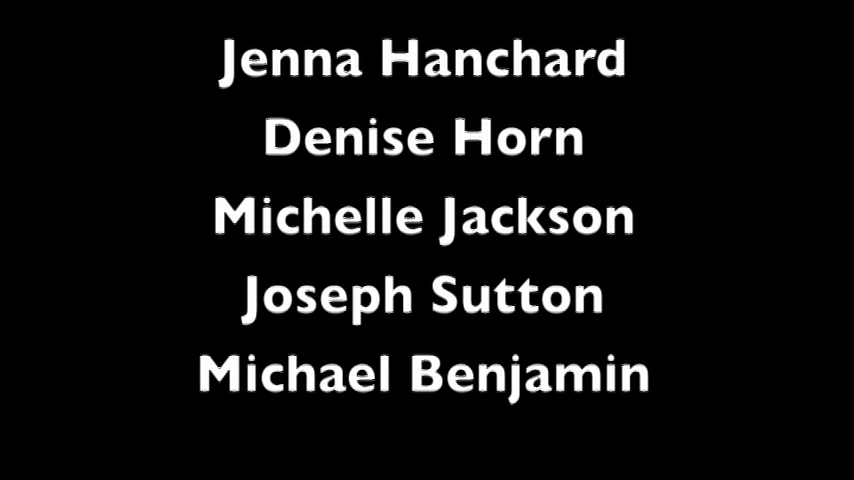 Jenna Hanchard
Denise Horn
Michelle Jackson
Joseph Sutton
Michael Benjamin